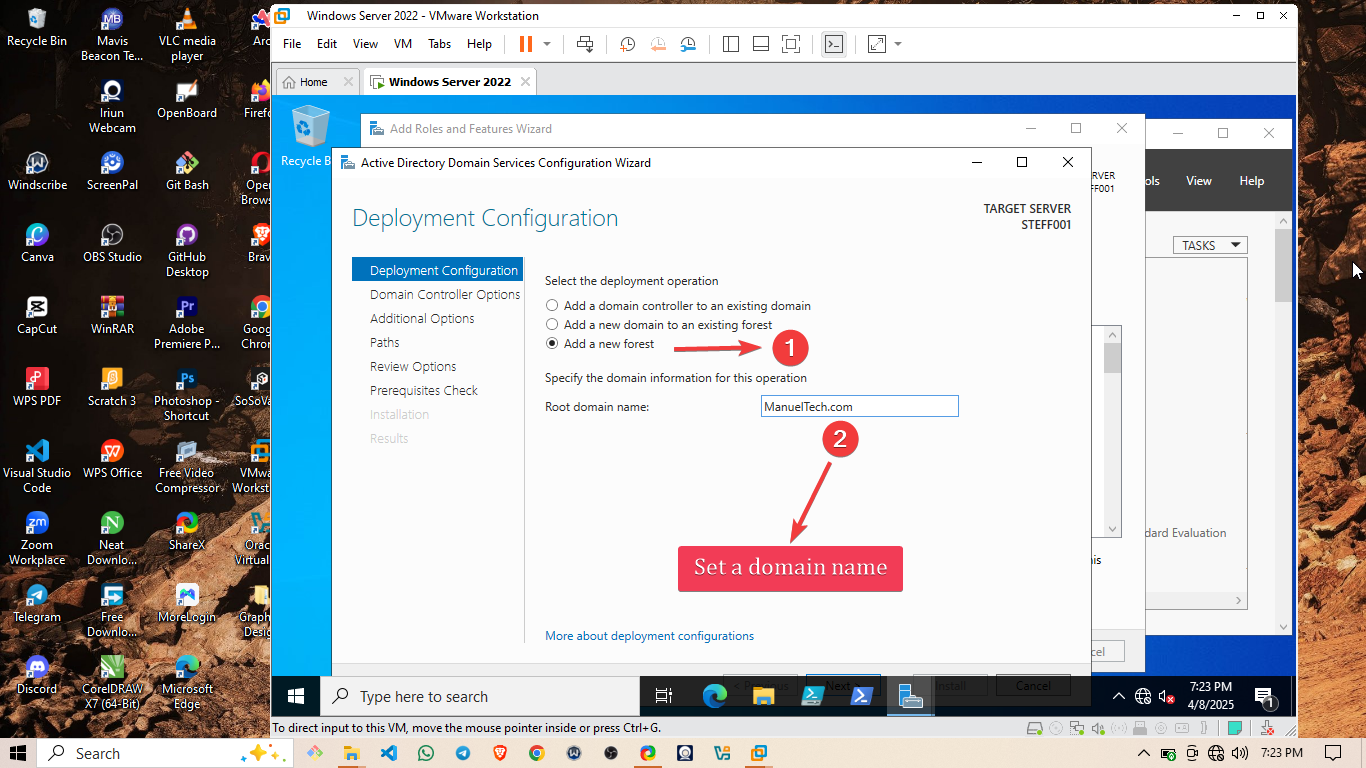 Windows Server 2022 - VMware Workstation
File Edit View VM Tabs Help
Home
Windows Server 2022
Recycle Bin
Mavis
Beacon Te...
VLC media
player
Iriun
Webcam
OpenBoard
Firef
Windscribe
ScreenPal
Git Bash
Brows
Canva
OBS Studio
GitHub
Desktop
Brav
CapCut
WinRAR
Adobe
Premiere P...
Goog
Chro
WPS PDF
Scratch 3
Photoshop -
Shortcut
SoSoVa
Visual Studio
Code
WPS Office
Free Video
Compressor
VMwa
Workst
Zoom
Workplace
Neat
Downlo...
ShareX
Orac
Virtual
Telegram
Free
Downlo...
MoreLogin
Graph
Desig
Discord
CorelDRAW
X7 (64-Bit)
Microsoft
Edge
Recycle B
Add Roles and Features Wizard
RVER
FF001
ols View Help
TASKS
dard Evaluation
is
cel
Active Directory Domain Services Configuration Wizard
Deployment Configuration
TARGET SERVER
STEFF001
Deployment Configuration
Domain Controller Options
Additional Options
Paths
Review Options
Prerequisites Check
Installation
Results
Select the deployment operation
Add a domain controller to an existing domain
Add a new domain to an existing forest
Add a new forest
1
Specify the domain information for this operation
Root domain name:
ManuelTech.com
2
Set a domain name
More about deployment configurations
< Previous Next > Install Cancel
Type here to search
7:23 PM
4/8/2025
1
To direct input to this VM, move the mouse pointer inside or press Ctrl+G.
Search
7:23 PM